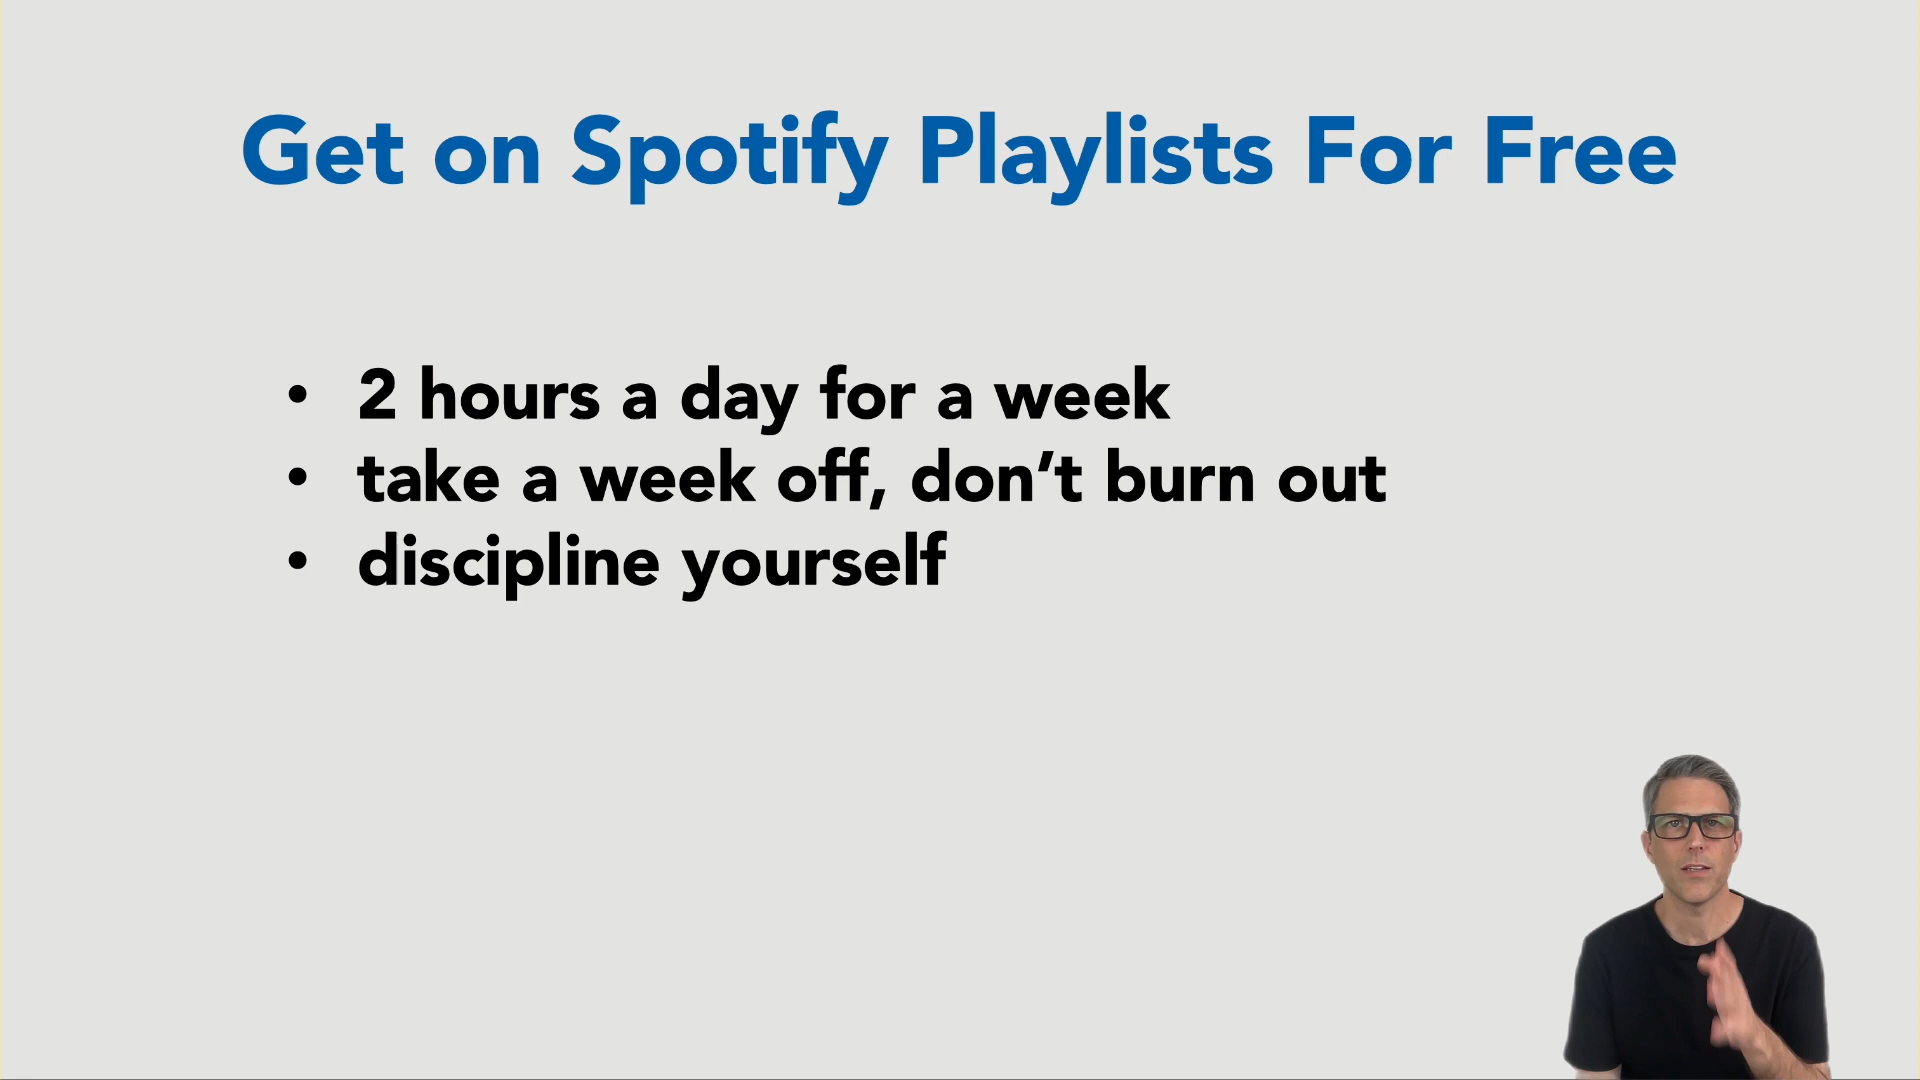 Get on Spotify Playlists For Free
• 2 hours a day for a week
• take a week off, don’t burn out
• discipline yourself